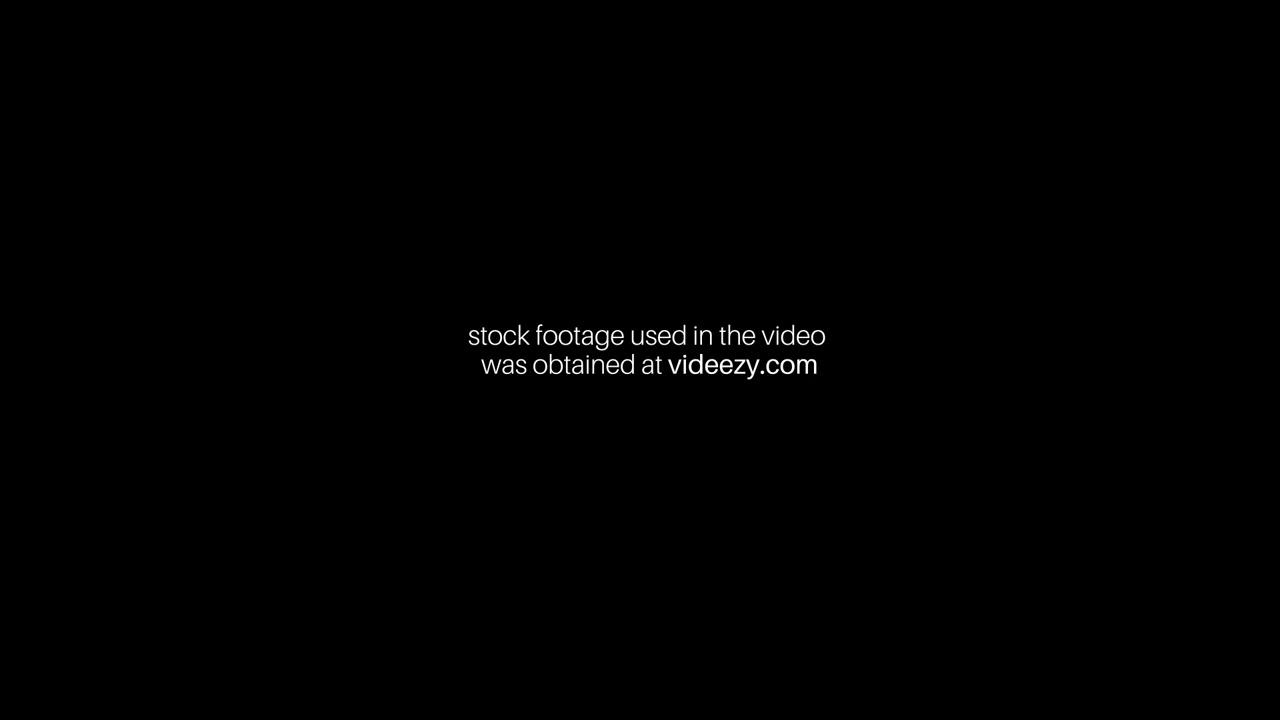 stock footage used in the video
was obtained at videezy.com